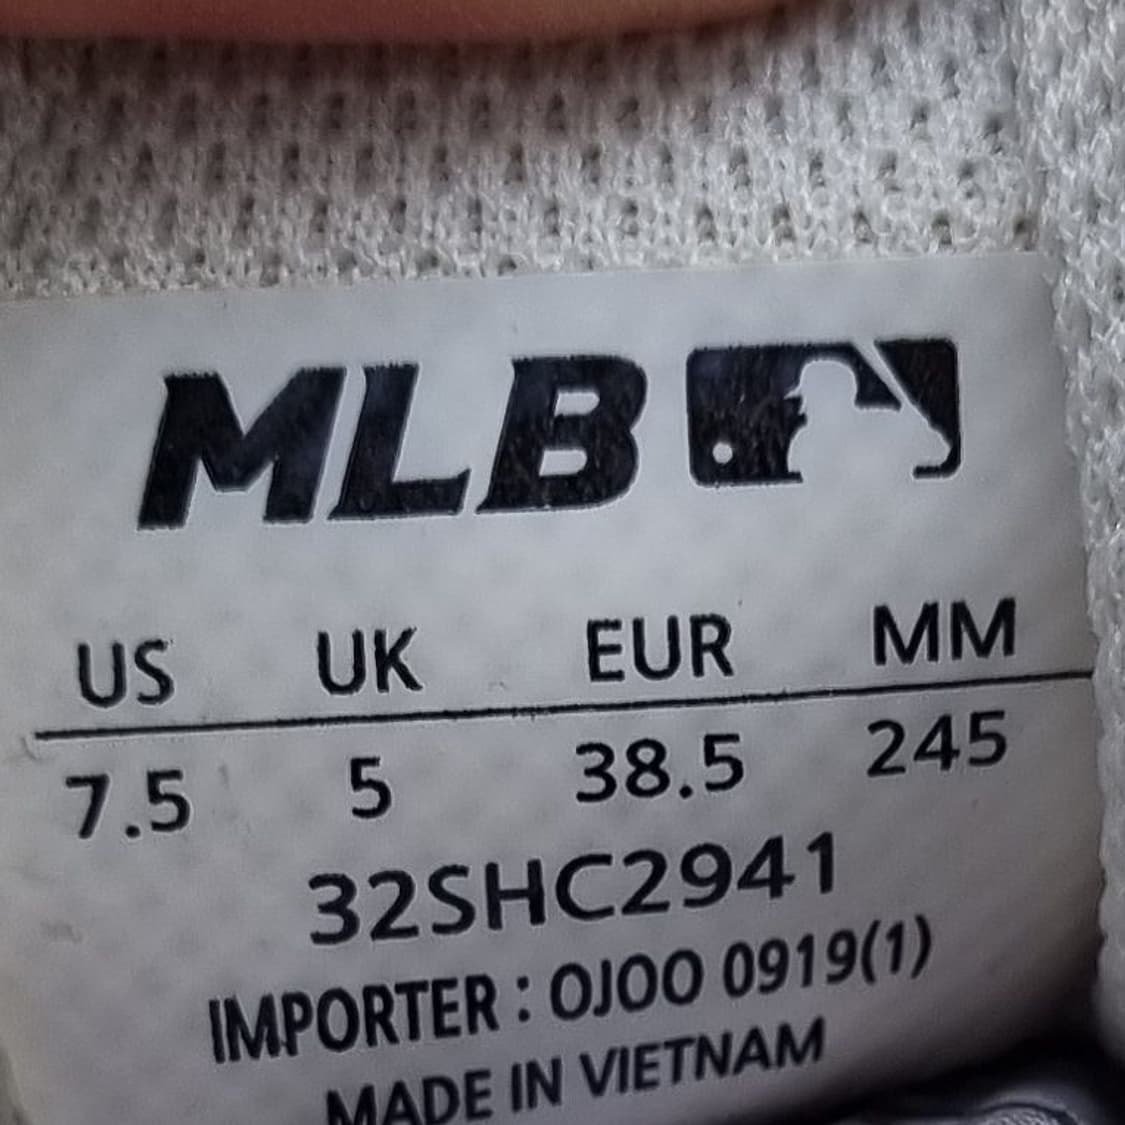 MLB
US UK EUR MM
7.5 5 38.5 245
32SHC2941
IMPORTER : OJOO 0919(1)
MADE IN VIETNAM